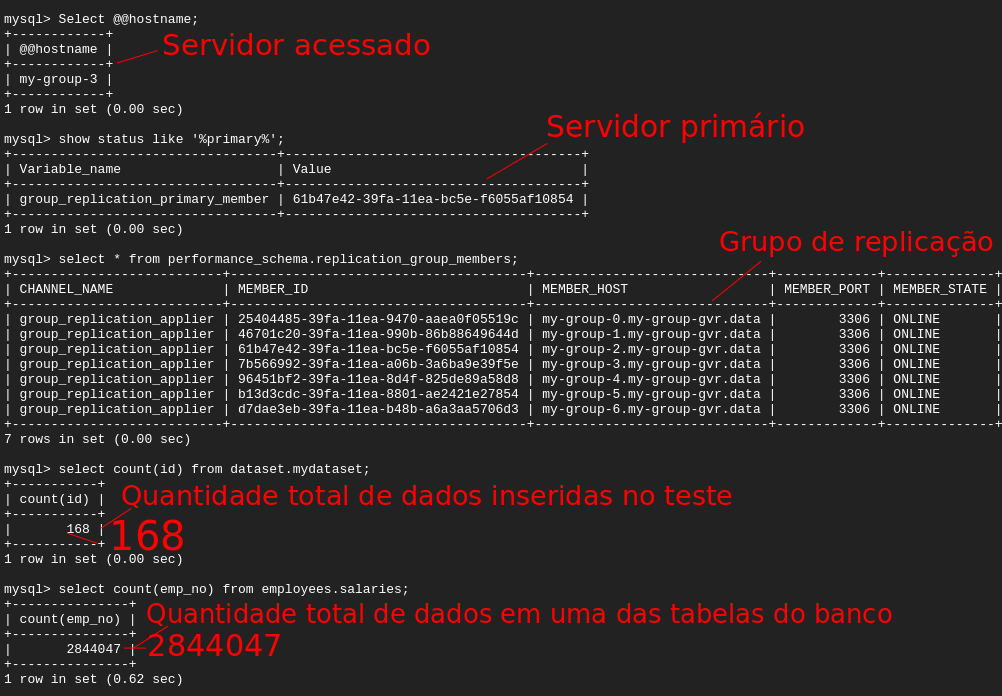 mysql> Select @@hostname;
+------------+
| @@hostname |
+------------+
| my-group-3 |
+------------+
1 row in set (0.00 sec)
Servidor acessado
mysql> show status like '%primary%';
+----------------------------------+--------------------------------------+
| Variable_name                    | Value                                |
+----------------------------------+--------------------------------------+
| group_replication_primary_member | 61b47e42-39fa-11ea-bc5e-f6055af10854 |
+----------------------------------+--------------------------------------+
1 row in set (0.00 sec)
Servidor primário
mysql> select * from performance_schema.replication_group_members;
Grupo de replicação
+---------------------------+--------------------------------------+------------------------------+-------------+--------------+
| CHANNEL_NAME              | MEMBER_ID                            | MEMBER_HOST                  | MEMBER_PORT | MEMBER_STATE |
+---------------------------+--------------------------------------+------------------------------+-------------+--------------+
| group_replication_applier | 25404485-39fa-11ea-9470-aaea0f05519c | my-group-0.my-group-gvr.data |        3306 | ONLINE       |
| group_replication_applier | 46701c20-39fa-11ea-990b-86b88649644d | my-group-1.my-group-gvr.data |        3306 | ONLINE       |
| group_replication_applier | 61b47e42-39fa-11ea-bc5e-f6055af10854 | my-group-2.my-group-gvr.data |        3306 | ONLINE       |
| group_replication_applier | 7b566992-39fa-11ea-a06b-3a6ba9e39f5e | my-group-3.my-group-gvr.data |        3306 | ONLINE       |
| group_replication_applier | 96451bf2-39fa-11ea-8d4f-825de89a58d8 | my-group-4.my-group-gvr.data |        3306 | ONLINE       |
| group_replication_applier | b13d3cdc-39fa-11ea-8801-ae2421e27854 | my-group-5.my-group-gvr.data |        3306 | ONLINE       |
| group_replication_applier | d7dae3eb-39fa-11ea-b48b-a6a3aa5706d3 | my-group-6.my-group-gvr.data |        3306 | ONLINE       |
+---------------------------+--------------------------------------+------------------------------+-------------+--------------+
7 rows in set (0.00 sec)
mysql> select count(id) from dataset.mydataset;
+-----------+
| count(id) |
+-----------+
|       168 |
+-----------+
1 row in set (0.00 sec)
Quantidade total de dados inseridas no teste
168
mysql> select count(emp_no) from employees.salaries;
+---------------+
| count(emp_no) |
+---------------+
|       2844047 |
+---------------+
1 row in set (0.62 sec)
Quantidade total de dados em uma das tabelas do banco
2844047